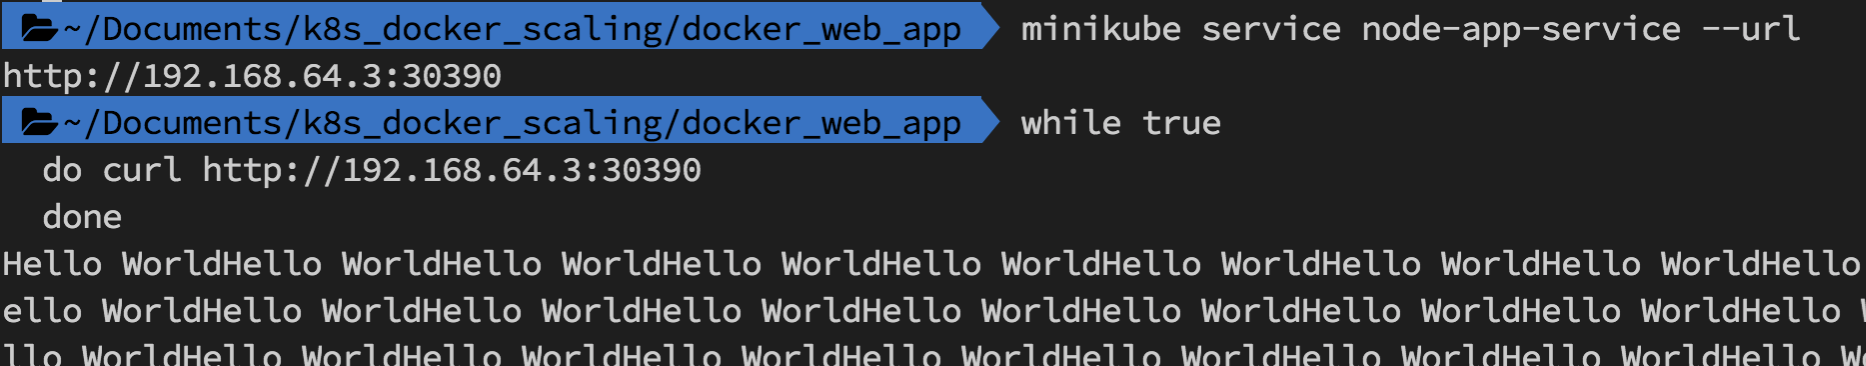 ~/Documents/k8s_docker_scaling/docker_web_app minikube service node-app-service --url
http://192.168.64.3:30390
~/Documents/k8s_docker_scaling/docker_web_app while true
do curl http://192.168.64.3:30390
done
Hello WorldHello WorldHello WorldHello WorldHello WorldHello WorldHello WorldHello WorldHello
ello WorldHello WorldHello WorldHello WorldHello WorldHello WorldHello WorldHello WorldHello
llo WorldHello WorldHello WorldHello WorldHello WorldHello WorldHello WorldHello WorldHello